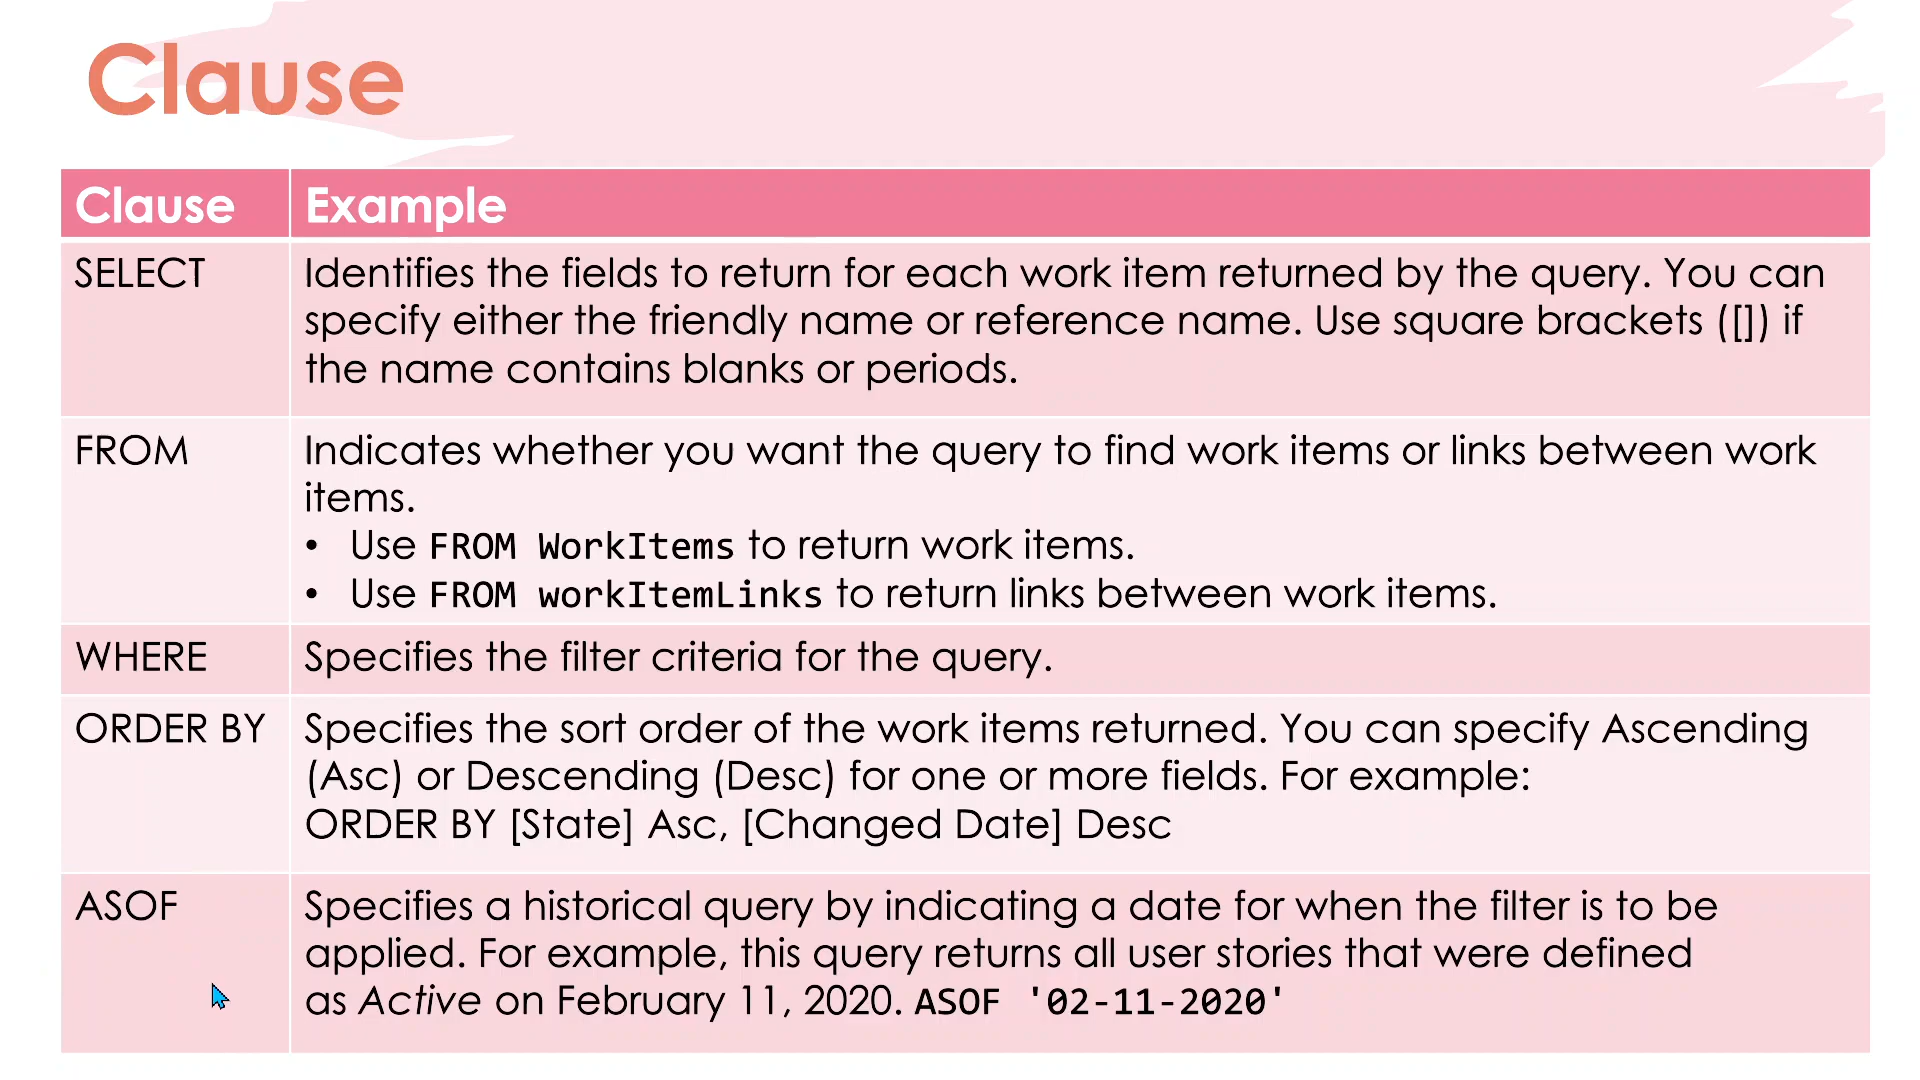 Clause
Clause Example
SELECT Identifies the fields to return for each work item returned by the query. You can
specify either the friendly name or reference name. Use square brackets ([]) if
the name contains blanks or periods.
FROM Indicates whether you want the query to find work items or links between work
items.
• Use FROM WorkItems to return work items.
• Use FROM workItemLinks to return links between work items.
WHERE Specifies the filter criteria for the query.
ORDER BY Specifies the sort order of the work items returned. You can specify Ascending
(Asc) or Descending (Desc) for one or more fields. For example:
ORDER BY [State] Asc, [Changed Date] Desc
ASOF Specifies a historical query by indicating a date for when the filter is to be
applied. For example, this query returns all user stories that were defined
as Active on February 11, 2020. ASOF '02-11-2020'